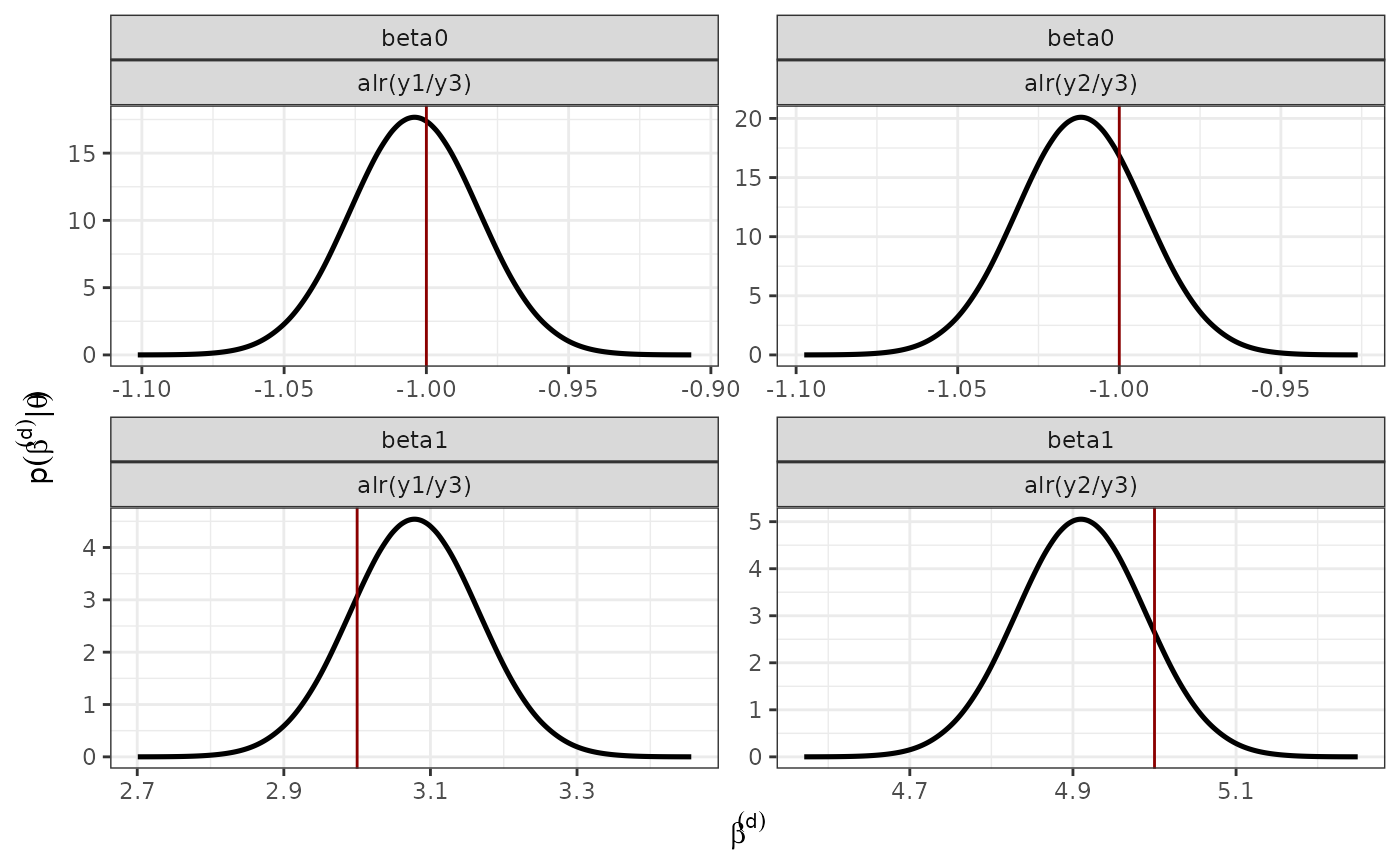 beta0
alr(y1/y3)
15
10
5
0
-1.10 -1.05 -1.00 -0.95 -0.90
beta0
alr(y2/y3)
20
15
10
5
0
-1.10 -1.05 -1.00 -0.95
p(β(d)|θ)
beta1
alr(y1/y3)
4
3
2
1
0
2.7 2.9 3.1 3.3
beta1
alr(y2/y3)
5
4
3
2
1
0
4.7 4.9 5.1
β(d)